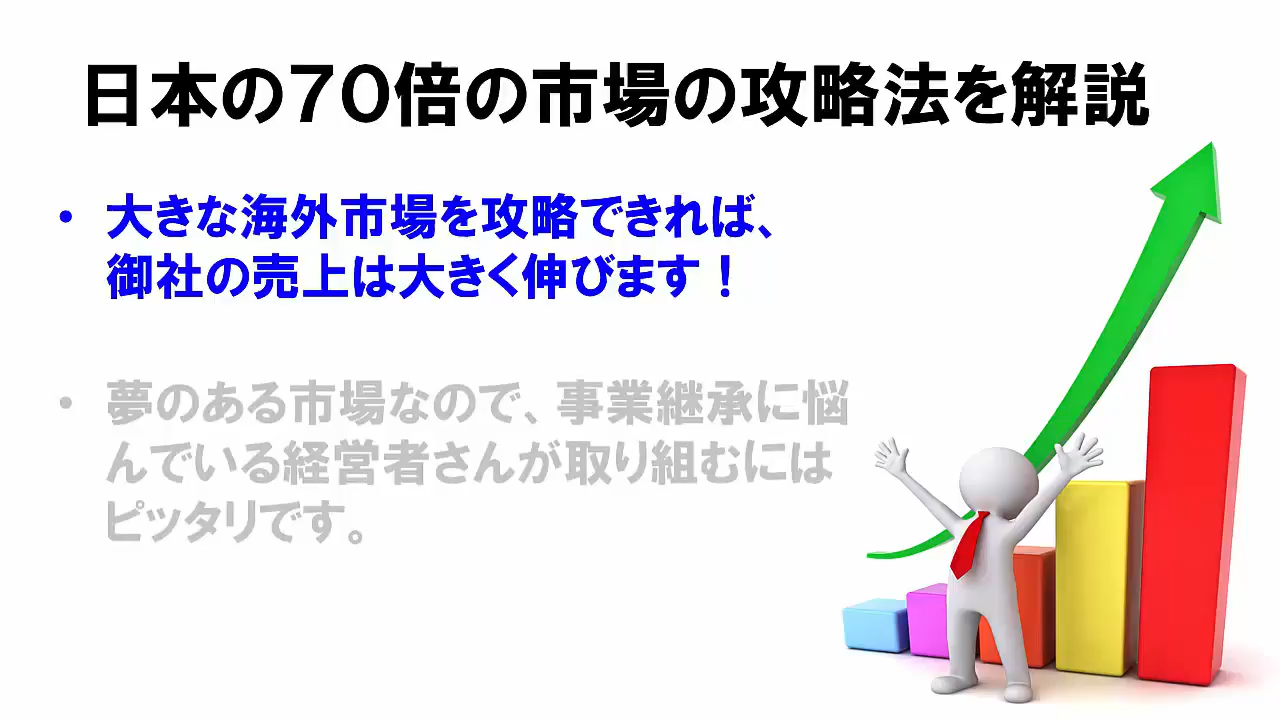 日本の70倍の市場の攻略法を解説
• 大きな海外市場を攻略できれば、
御社の売上は大きく伸びます！
• 夢のある市場なので、事業継承に悩
んでいる経営者さんが取り組むには
ピッタリです。